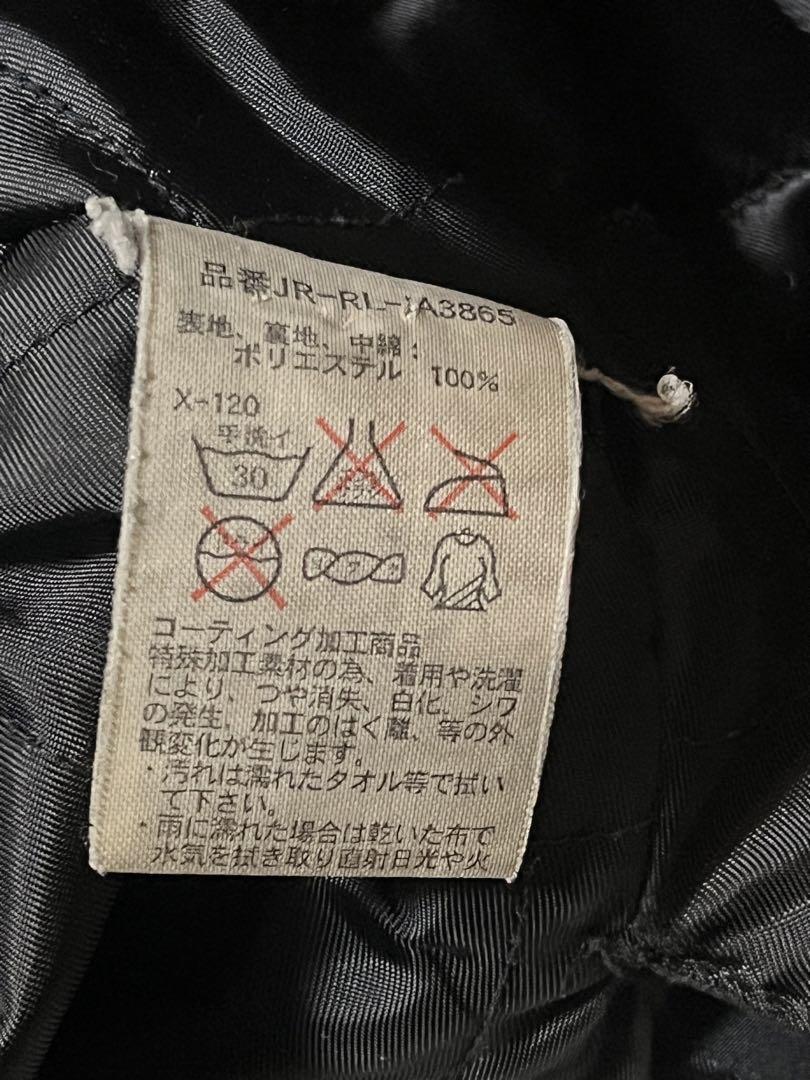 品番JR-RL-JA3865
表地、裏地、中綿:
ポリエステル 100%
X-120
手洗イ
30
コーティング加工商品
特殊加工素材の為、着用や洗濯
により、つや消失、白化、シワ
の発生、加工のはく離、等の外
観変化が生じます。
・汚れは濡れたタオル等で拭い
て下さい。
・雨に濡れた場合は乾いた布で
水気を拭き取り直射日光や火